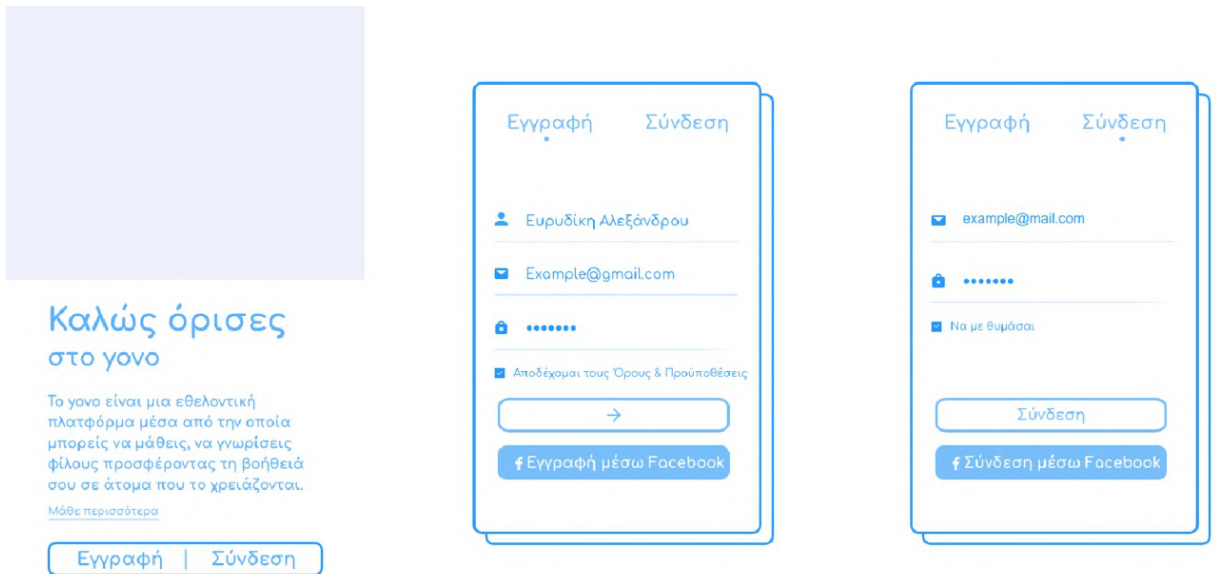 Καλώς όρισες
στο γονο
Το γονο είναι μια εθελοντική
πλατφόρμα μέσα από την οποία
μπορείς να μάθεις, να γνωρίσεις
φίλους προσφέροντας τη βοήθειά
σου σε άτομα που το χρειάζονται.
Μάθε περισσότερα
Εγγραφή | Σύνδεση
Εγγραφή Σύνδεση
Ευρυδίκη Αλεξάνδρου
Example@gmail.com
•••••••
Αποδέχομαι τους Όρους & Προϋποθέσεις
Εγγραφή μέσω Facebook
Εγγραφή Σύνδεση
example@mail.com
•••••••
Να με θυμάσαι
Σύνδεση
Σύνδεση μέσω Facebook